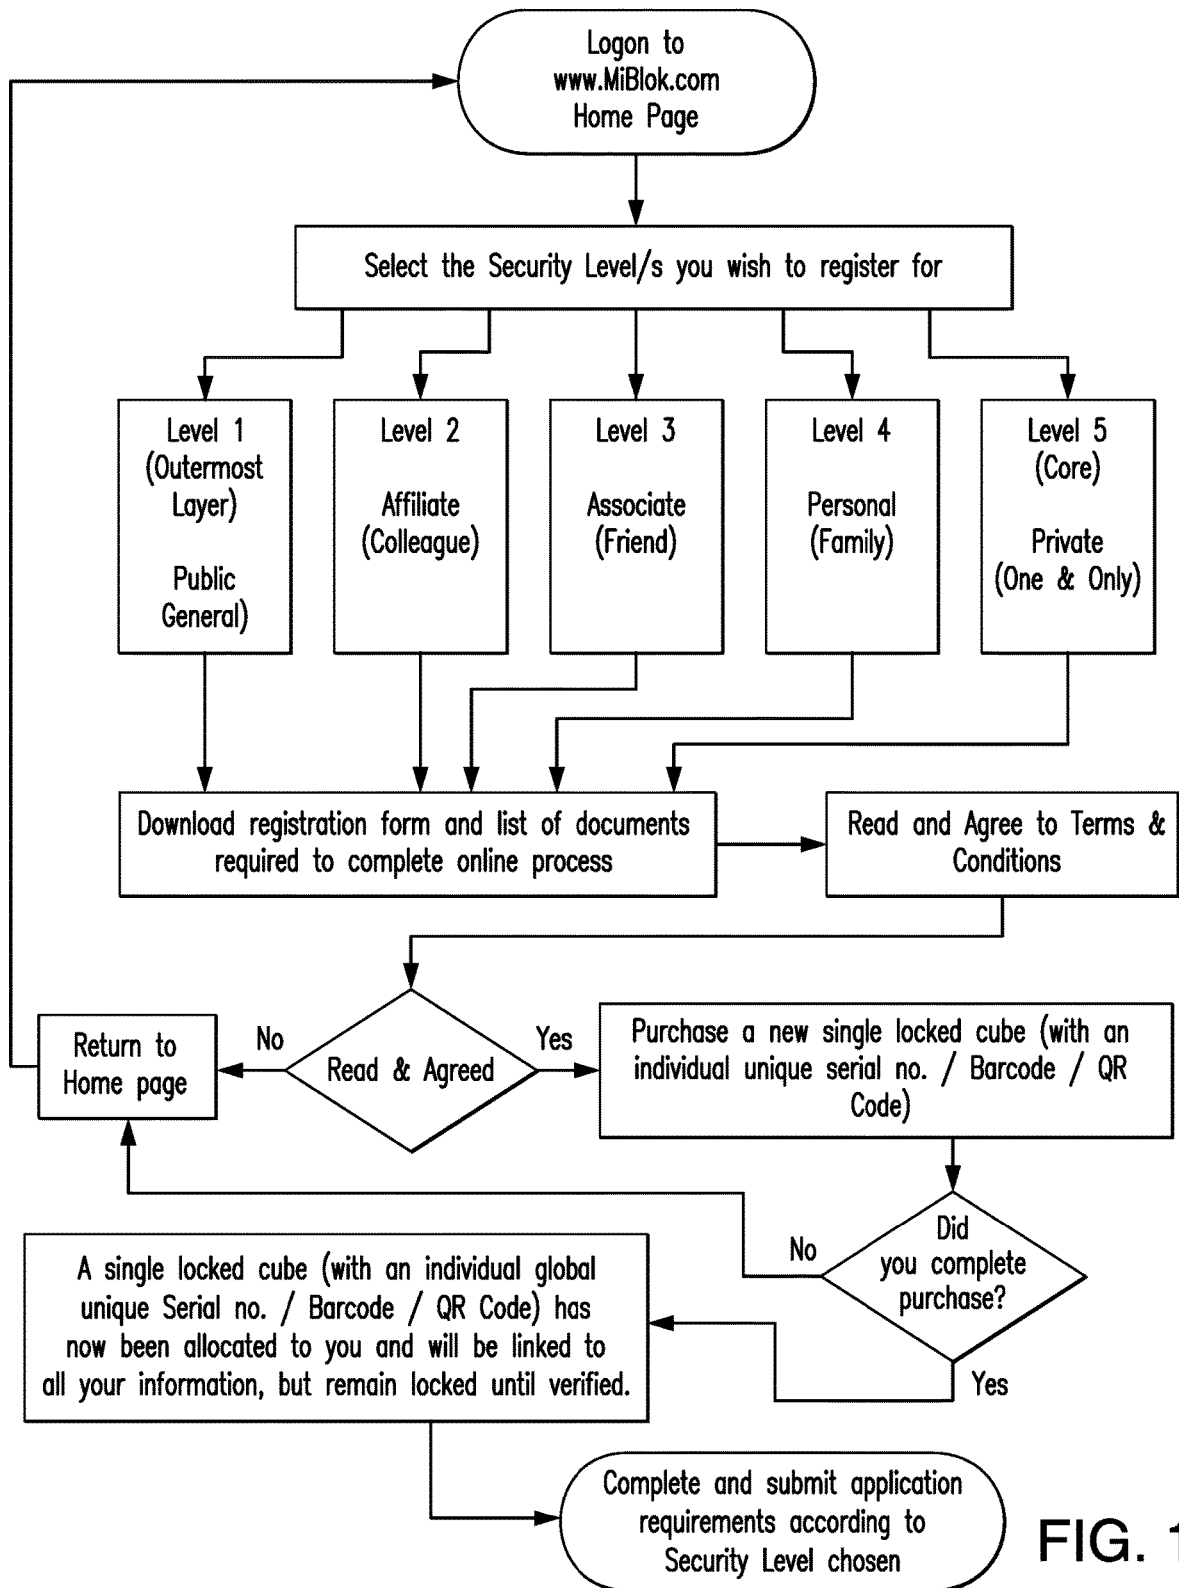 Logon to
www.MiBlok.com
Home Page
Select the Security Level/s you wish to register for
Level 1
(Outermost
Layer)
Public
General)
Level 2
Affiliate
(Colleague)
Level 3
Associate
(Friend)
Level 4
Personal
(Family)
Level 5
(Core)
Private
(One & Only)
Download registration form and list of documents
required to complete online process
Read and Agree to Terms &
Conditions
Return to
Home page
No
Read & Agreed
Yes
Purchase a new single locked cube (with an
individual unique serial no. / Barcode / QR
Code)
Did
you complete
purchase?
No
Yes
A single locked cube (with an individual global
unique Serial no. / Barcode / QR Code) has
now been allocated to you and will be linked to
all your information, but remain locked until verified.
Complete and submit application
requirements according to
Security Level chosen
FIG. 1